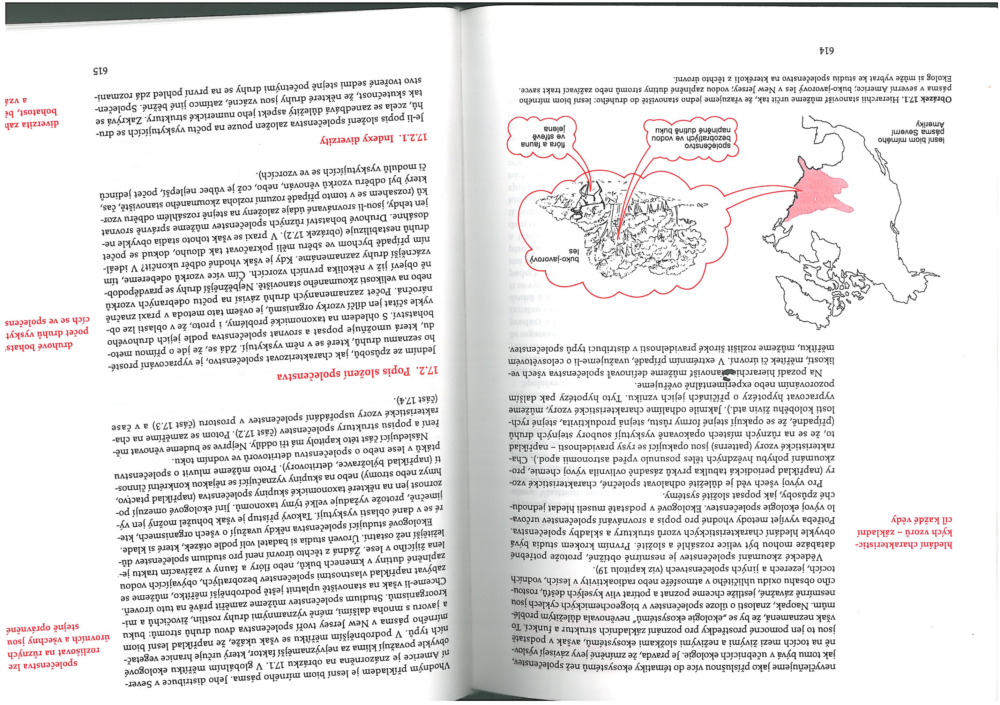 nevyčleňujeme jako příslušnou více do tématiky ekosystémů než společenstev,
jak tomu bývá v učebnicích ekologie. Je pravda, že zmíněné jevy závisejí výslov-
ně na tocích mezi živými a neživými složkami ekosystémů, avšak v podstatě
jsou to jen pomocné prostředky pro poznání základních struktur a funkcí. To
však neznamená, že by se „ekologie ekosystémů“ nevěnovala důležitým problé-
mům. Naopak, znalosti o úloze společenstev v biogeochemických cyklech jsou
nesmírně závažné, jestliže chceme poznat a potírat vliv kyselých dešťů, rostou-
cího obsahu oxidu uhličitého v atmosféře nebo radioaktivity v lesích, vodních
tocích, jezerech a jiných společenstvech (viz kapitolu 19).
Vědecké zkoumání společenstev je nesmírně obtížné, protože potřebné
databáze mohou být velice rozsáhlé a složité. Prvním krokem studia bývá
obvykle hledání charakteristických vzorů struktury a skladby společenstva.
Potřeba vyvíjet metody vhodné pro popis a srovnávání společenstev určova-
lo vývoj ekologie společenstev. Ekologové v podstatě museli hledat jednodu-
ché způsoby, jak popsat složité systémy.
hledání charakteristic-
kých vzorů – základní
cíl každé vědy
Pro vývoj všech věd je důležité odhalovat společné, charakteristické vzo-
ry (například periodická tabulka prvků zásadně ovlivnila vývoj chemie, pro-
zkoumání pohybu hvězdných těles posunulo vpřed astronomii apod.). Cha-
rakteristické vzory (patterns) jsou opakující se rysy pravidelnosti – například
to, že se na různých místech opakovaně vyskytují soubory stejných druhů
(případně, že se opakují stejné formy růstu, stejná produktivita, stejné rych-
losti koloběhu živin atd.). Jakmile odhalíme charakteristické vzory, můžeme
vypracovat hypotézy o příčinách jejich vzniku. Tyto hypotézy pak dalším
pozorováním nebo experimentálně ověřujeme.
Na pozadí hierarchie stanovišť můžeme definovat společenstva všech ve-
likostí, měřítek či úrovní. V extrémním případě, uvažujeme-li o celosvětovém
měřítku, můžeme rozlišit široké pravidelnosti v distribuci typů společenstev.
buko-javorový
les
lesní biom mírného
pásma Severní
Ameriky
společenstvo
bezobratlých ve vodou
naplněné dutině buku
flóra a fauna
ve střevě
jelena
Obrázek 17.1. Hierarchii stanovišť můžeme určit tak, že vřazujeme jedno stanoviště do druhého: lesní biom mírného
pásma v severní Americe; buko-javorový les v New Jersey; vodou zaplněné dutiny stromů nebo zažívací trakt savce.
Ekolog si může vybrat ke studiu společenstvo na kterékoli z těchto úrovní.
614
Vhodným příkladem je lesní biom mírného pásma. Jeho distribuce v Sever-
ní Americe je znázorněna na obrázku 17.1. V globálním měřítku ekologové
obvykle považují klima za nejvýznamnější faktor, který určuje hranice vegetač-
ních typů. V podrobnějším měřítku se však ukáže, že například lesní biom
mírného pásma v New Jersey tvoří společenstva dvou druhů stromů: buku
a javoru s mnoha dalšími, méně významnými druhy rostlin, živočichů a mi-
kroorganismů. Studium společenstev můžeme zaměřit právě na tuto úroveň.
Chceme-li však na stanoviště uplatnit ještě podrobnější měřítko, můžeme se
zabývat například vlastnostmi společenstev bezobratlých, obývajících vodou
zaplněné dutiny v kmenech buků, nebo flóry a fauny v zažívacím traktu je-
lena žijícího v lese. Žádná z těchto úrovní není pro studium společenstev dů-
ležitější než ostatní. Úroveň studia si badatel volí podle otázek, které si klade.
společenstva lze
rozlišovat na různých
úrovních a všechny jsou
stejně oprávněné
Ekologové studující společenstva někdy uvažují o všech organismech, kte-
ré se v dané oblasti vyskytují. Takový přístup je však bohužel možný jen vý-
jimečně, protože vyžaduje velké týmy taxonomů. Jiní ekologové omezují po-
zornost jen na některé taxonomické skupiny společenstva (například ptactvo,
hmyz nebo stromy) nebo na skupiny vyznačující se nějakou konkrétní činnos-
tí (například býložravce, detritovory). Proto můžeme mluvit o společenstvu
ptáků v lese nebo o společenstvu detritovorů ve vodním toku.
Následující část této kapitoly má tři oddíly. Nejprve se budeme věnovat mě-
ření a popisu struktury společenstev (část 17.2). Potom se zaměříme na cha-
rakteristické vzory uspořádání společenstev v prostoru (část 17.3) a v čase
(část 17.4).
17.2. Popis složení společenstva
Jedním ze způsobů, jak charakterizovat společenstvo, je vypracování prosté-
ho seznamu druhů, které se v něm vyskytují. Zdá se, že jde o přímou meto-
du, která umožňuje popsat a srovnat společenstva podle jejich druhového
bohatství. S ohledem na taxonomické problémy, i proto, že v oblasti lze ob-
vykle sčítat jen dílčí vzorky organismů, je ovšem tato metoda v praxi značně
náročná. Počet zaznamenaných druhů závisí na počtu odebraných vzorků
nebo na velikosti zkoumaného stanoviště. Nejběžnější druhy se pravděpodob-
ně objeví již v několika prvních vzorcích. Čím více vzorků odebereme, tím
vzácnější druhy zaznamenáme. Kdy je však vhodné odběr ukončit? V ideál-
ním případě bychom ve sběru měli pokračovat tak dlouho, dokud se počet
druhů nestabilizuje (obrázek 17.2). V praxi se však tohoto stadia obvykle ne-
dosáhne. Druhové bohatství různých společenstev můžeme správně srovnat
jen tehdy, jsou-li srovnávané údaje založeny na stejně rozsáhlém odběru vzor-
ků (rozsahem se v tomto případě rozumí rozloha zkoumaného stanoviště, čas,
který byl odběru vzorků věnován, nebo, což je vůbec nejlepší, počet jedinců
či modulů vyskytujících se ve vzorcích).
druhové bohats
počet druhů vyskyt
cích se ve společens
17.2.1. Indexy diverzity
Je-li popis složení společenstva založen pouze na počtu vyskytujících se dru-
hů, zcela se zanedbává důležitý aspekt jeho numerické struktury. Zakrývá se
tak skutečnost, že některé druhy jsou vzácné, zatímco jiné běžné. Společen-
stvo tvořené sedmi stejně početnými druhy se na první pohled zdá rozmani-
diverzita zah
bohatost, bě
a vzá
615